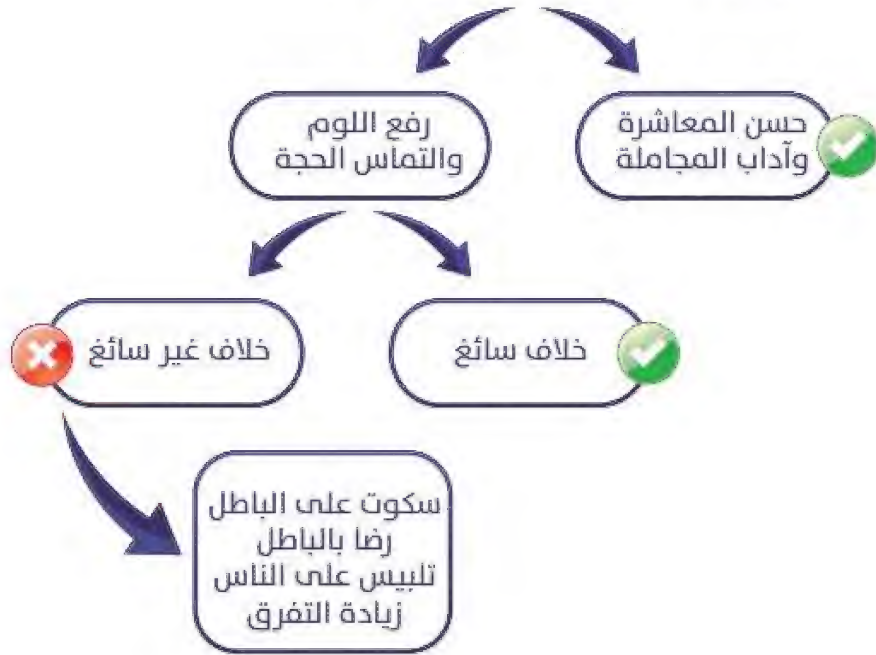 حسن المعاشرة
وآداب المجاملة
رفع اللوم
والتماس الحجة
خلاف سائغ
خلاف غير سائغ
سكوت على الباطل
رضا بالباطل
تلبيس على الناس
زيادة التفرق